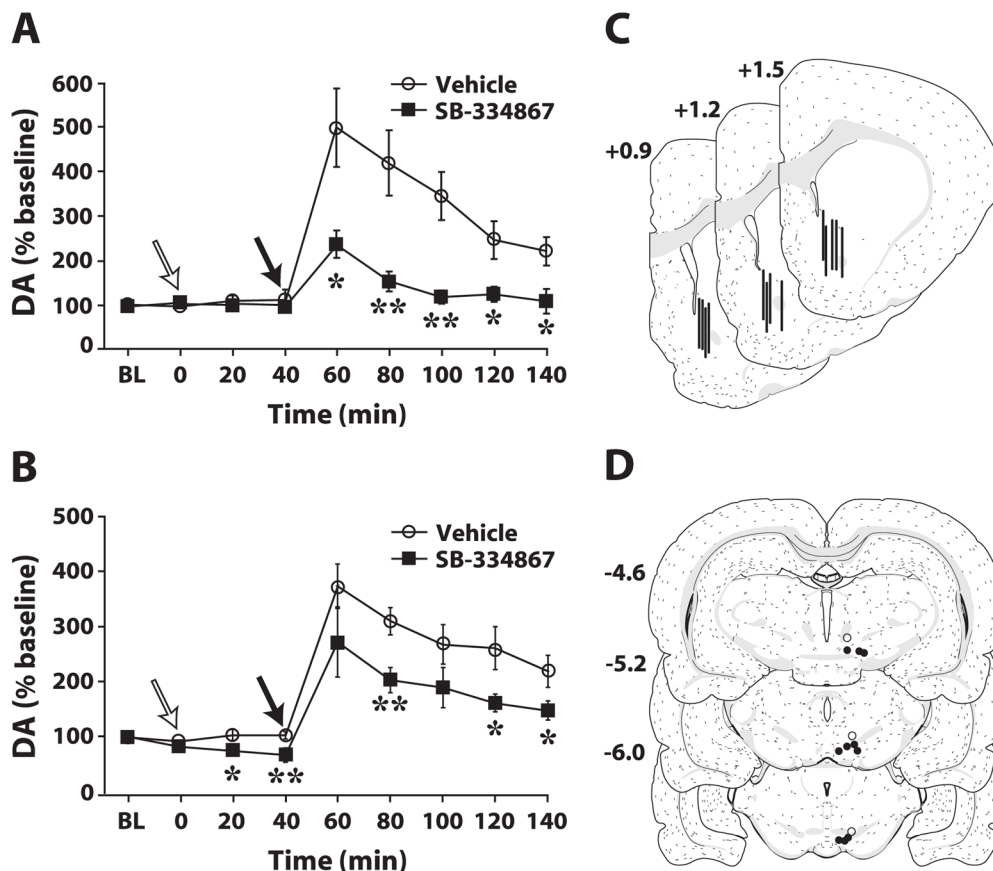 A
600
500
400
300
200
100
0
DA (% baseline)
Vehicle
SB-334867
*
**
**
*
*
BL 0 20 40 60 80 100 120 140
Time (min)
B
500
400
300
200
100
0
DA (% baseline)
Vehicle
SB-334867
*
**
**
*
*
BL 0 20 40 60 80 100 120 140
Time (min)
C
+1.5
+1.2
+0.9
D
-4.6
-5.2
-6.0